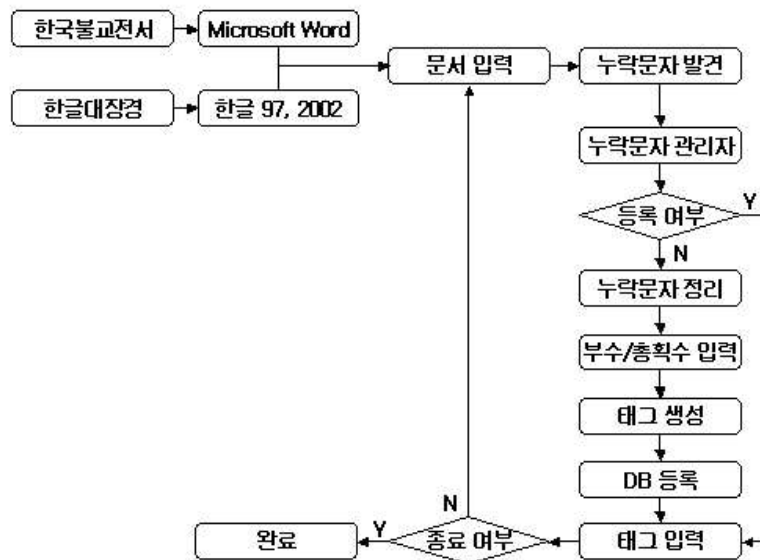 한국불교전서
Microsoft Word
문서 입력
누락문자 발견
한글대장경
한글 97, 2002
누락문자 관리자
등록 여부
Y
N
누락문자 정리
부수/총획수 입력
태그 생성
DB 등록
N
완료
Y
종료 여부
태그 입력